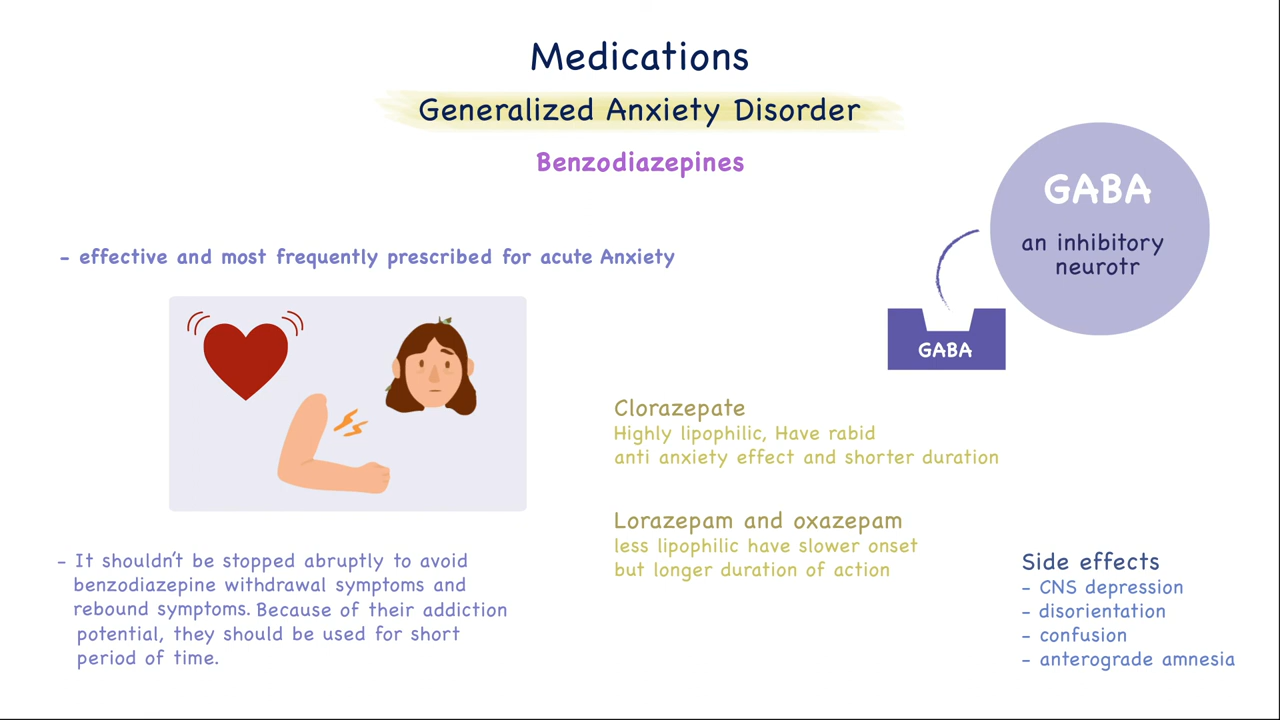 Medications
Generalized Anxiety Disorder
Benzodiazepines
GABA
an inhibitory
neurotr
- effective and most frequently prescribed for acute Anxiety
GABA
Clorazepate
Highly lipophilic, Have rabid
anti anxiety effect and shorter duration
Lorazepam and oxazepam
less lipophilic have slower onset
but longer duration of action
- It shouldn't be stopped abruptly to avoid
benzodiazepine withdrawal symptoms and
rebound symptoms. Because of their addiction
potential, they should be used for short
period of time.
Side effects
- CNS depression
- disorientation
- confusion
- anterograde amnesia